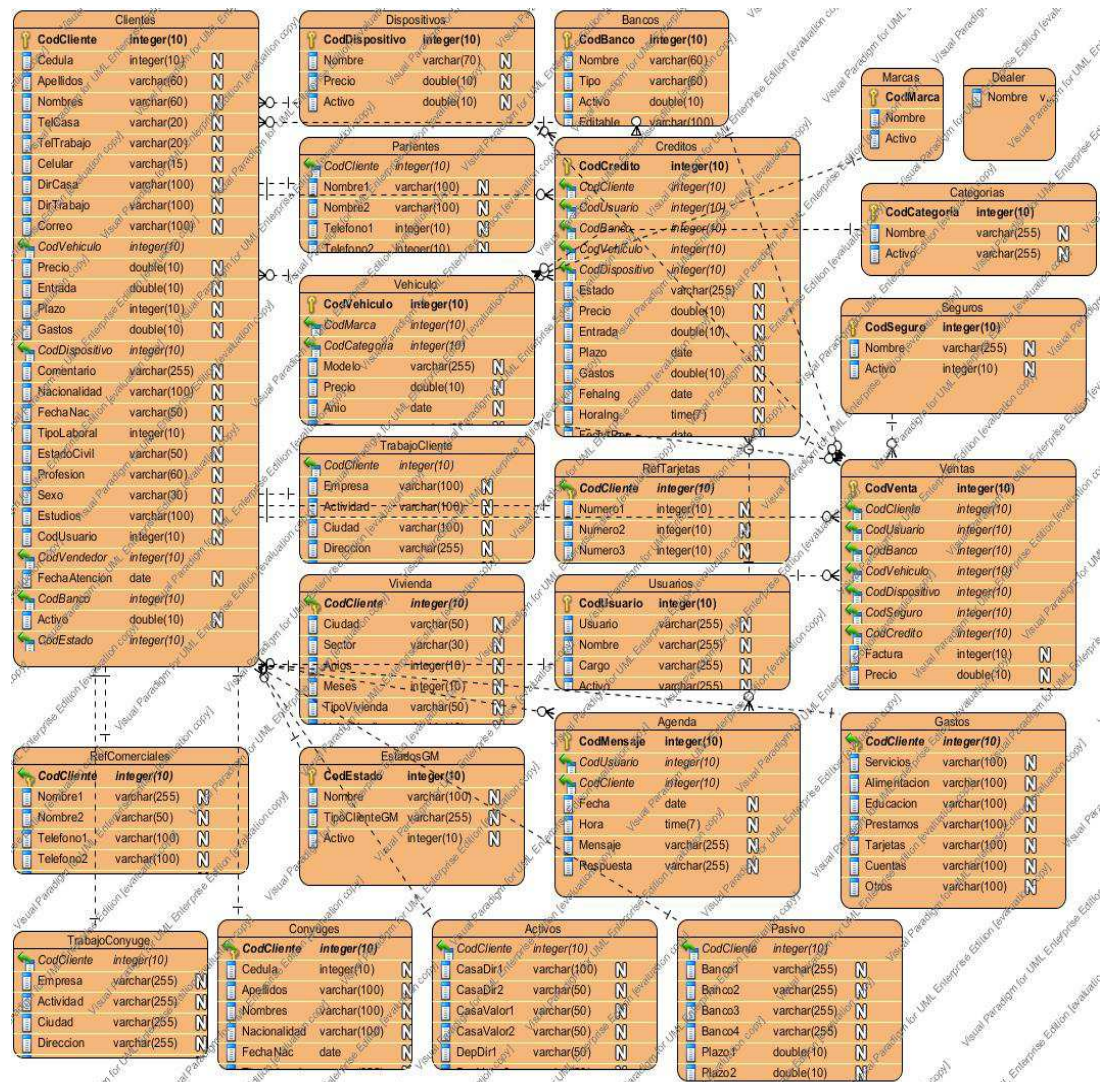 Clientes
CodCliente integer(10)
Cedula integer(10) N
Apellidos varchar(60) N
Nombres varchar(60) N
TelCasa varchar(20) N
TelTrabajo varchar(20) N
Celular varchar(15) N
DirCasa varchar(100) N
DirTrabajo varchar(100) N
Correo varchar(100) N
CodVehiculo integer(10)
Precio double(10) N
Entrada double(10) N
Plazo integer(10) N
Gastos double(10) N
CodDispositivo integer(10)
Comentario varchar(255) N
Nacionalidad varchar(100) N
FechaNac varchar(50) N
TipoLaboral integer(10) N
EstadoCivil varchar(50) N
Profesion varchar(60) N
Sexo varchar(30) N
Estudios varchar(100) N
CodUsuario integer(10) N
CodVendedor integer(10)
FechaAtención date N
CodBanco integer(10)
Activo double(10) N
CodEstado integer(10)
Dispositivos
CodDispositivo integer(10)
Nombre varchar(70) N
Precio double(10) N
Activo double(10) N
Bancos
CodBanco integer(10)
Nombre varchar(60) N
Tipo varchar(60) N
Activo double(10) N
Editable varchar(100) N
Marcas
CodMarca
Nombre
Activo
Dealer
Nombre v..
Parientes
CodCliente integer(10)
Nombre1 varchar(100) N
Nombre2 varchar(100) N
Telefono1 integer(10) N
Telefono2 integer(10) N
Creditos
CodCredito integer(10)
CodCliente integer(10)
CodUsuario integer(10)
CodBanco integer(10)
CodVehiculo integer(10)
CodDispositivo integer(10)
Estado varchar(255) N
Precio double(10) N
Entrada double(10) N
Plazo date N
Gastos double(10) N
FehaIng date N
HoraIng time(7) N
Categorias
CodCategoria integer(10)
Nombre varchar(255) N
Activo varchar(255) N
Vehiculo
CodVehiculo integer(10)
CodMarca integer(10)
CodCategoria integer(10)
Modelo varchar(255) N
Precio double(10) N
Anio date N
Seguros
CodSeguro integer(10)
Nombre varchar(255) N
Activo integer(10) N
TrabajoCliente
CodCliente integer(10)
Empresa varchar(100) N
Actividad varchar(100) N
Ciudad varchar(100) N
Direccion varchar(255) N
RefTarjetas
CodCliente integer(10)
Numero1 integer(10) N
Numero2 integer(10) N
Numero3 integer(10) N
Ventas
CodVenta integer(10)
CodCliente integer(10)
CodUsuario integer(10)
CodBanco integer(10)
CodVehiculo integer(10)
CodDispositivo integer(10)
CodSeguro integer(10)
CodCredito integer(10)
Factura integer(10) N
Precio double(10) N
Vivienda
CodCliente integer(10)
Ciudad varchar(50) N
Sector varchar(30) N
Anios integer(10) N
Meses integer(10) N
TipoVivienda varchar(50) N
Usuarios
CodUsuario integer(10)
Usuario varchar(255) N
Nombre varchar(255) N
Cargo varchar(255) N
Activo varchar(255) N
RefComerciales
CodCliente integer(10)
Nombre1 varchar(255) N
Nombre2 varchar(50) N
Telefono1 varchar(100) N
Telefono2 varchar(100) N
EstadosGM
CodEstado integer(10)
Nombre varchar(100) N
TipoClienteGM varchar(255) N
Activo integer(10) N
Agenda
CodMensaje integer(10)
CodUsuario integer(10)
CodCliente integer(10)
Fecha date N
Hora time(7) N
Mensaje varchar(255) N
Respuesta varchar(255) N
Gastos
CodCliente integer(10)
Servicios varchar(100) N
Alimentacion varchar(100) N
Educacion varchar(100) N
Prestamos varchar(100) N
Tarjetas varchar(100) N
Cuentas varchar(100) N
Otros varchar(100) N
TrabajoConyuge
CodCliente integer(10)
Empresa varchar(255) N
Actividad varchar(255) N
Ciudad varchar(255) N
Direccion varchar(255) N
Conyuges
CodCliente integer(10)
Cedula integer(10) N
Apellidos varchar(100) N
Nombres varchar(100) N
Nacionalidad varchar(100) N
FechaNac date N
Activos
CodCliente integer(10)
CasaDir1 varchar(100) N
CasaDir2 varchar(50) N
CasaValor1 varchar(50) N
CasaValor2 varchar(50) N
DepDir1 varchar(50) N
Pasivo
CodCliente integer(10)
Banco1 varchar(255) N
Banco2 varchar(255) N
Banco3 varchar(255) N
Banco4 varchar(255) N
Plazo1 double(10) N
Plazo2 double(10) N
Visual Paradigm for UML Enterprise Edition [evaluation copy]